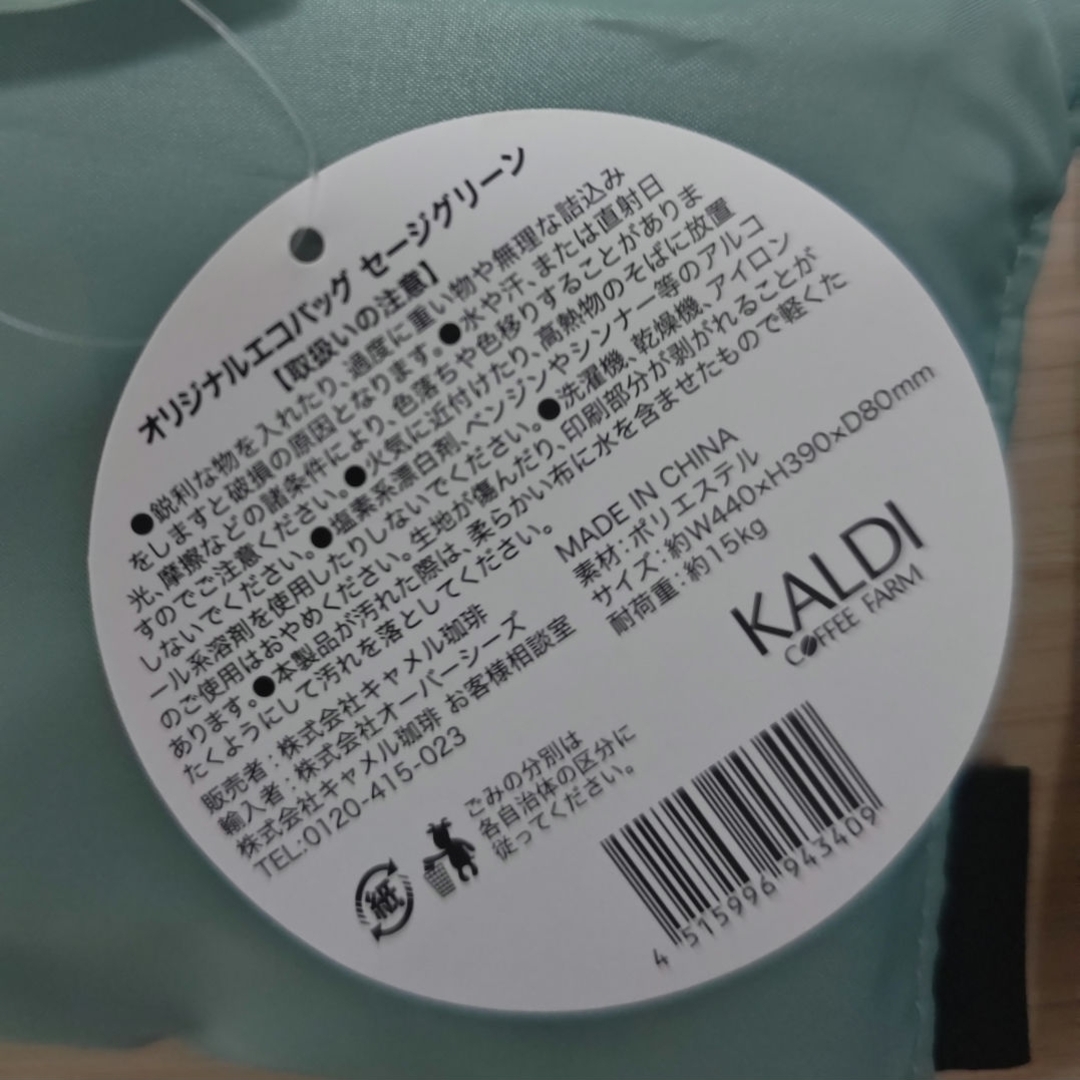 オリジナルエコバッグ セージグリーン
【取扱いの注意】
●鋭利な物を入れたり、過度に重い物や無理な詰込み
をしますと破損の原因となります。●水や汗、または直射日
光、摩擦などの諸条件により、色落ちや色移りすることがありま
すのでご注意ください。●火気に近付けたり、高熱物のそばに放置
しないでください。●塩素系漂白剤、ベンジンやシンナー等のアルコ
ール系溶剤を使用したりしないでください。●洗濯機、乾燥機、アイロン
のご使用はおやめください。生地が傷んだり、印刷部分が剥がれることが
あります。●本製品が汚れた際は、柔らかい布に水を含ませたもので軽くた
たくようにして汚れを落としてください。
販売者:株式会社キャメル珈琲
輸入者:株式会社オーバーシーズ
株式会社キャメル珈琲 お客様相談室
TEL:0120-415-023
MADE IN CHINA
素材:ポリエステル
サイズ:約W440×H390×D80mm
耐荷重:約15kg
KALDI
COFFEE FARM
紙
ごみの分別は
各自治体の区分に
従ってください。
4 515996 943409